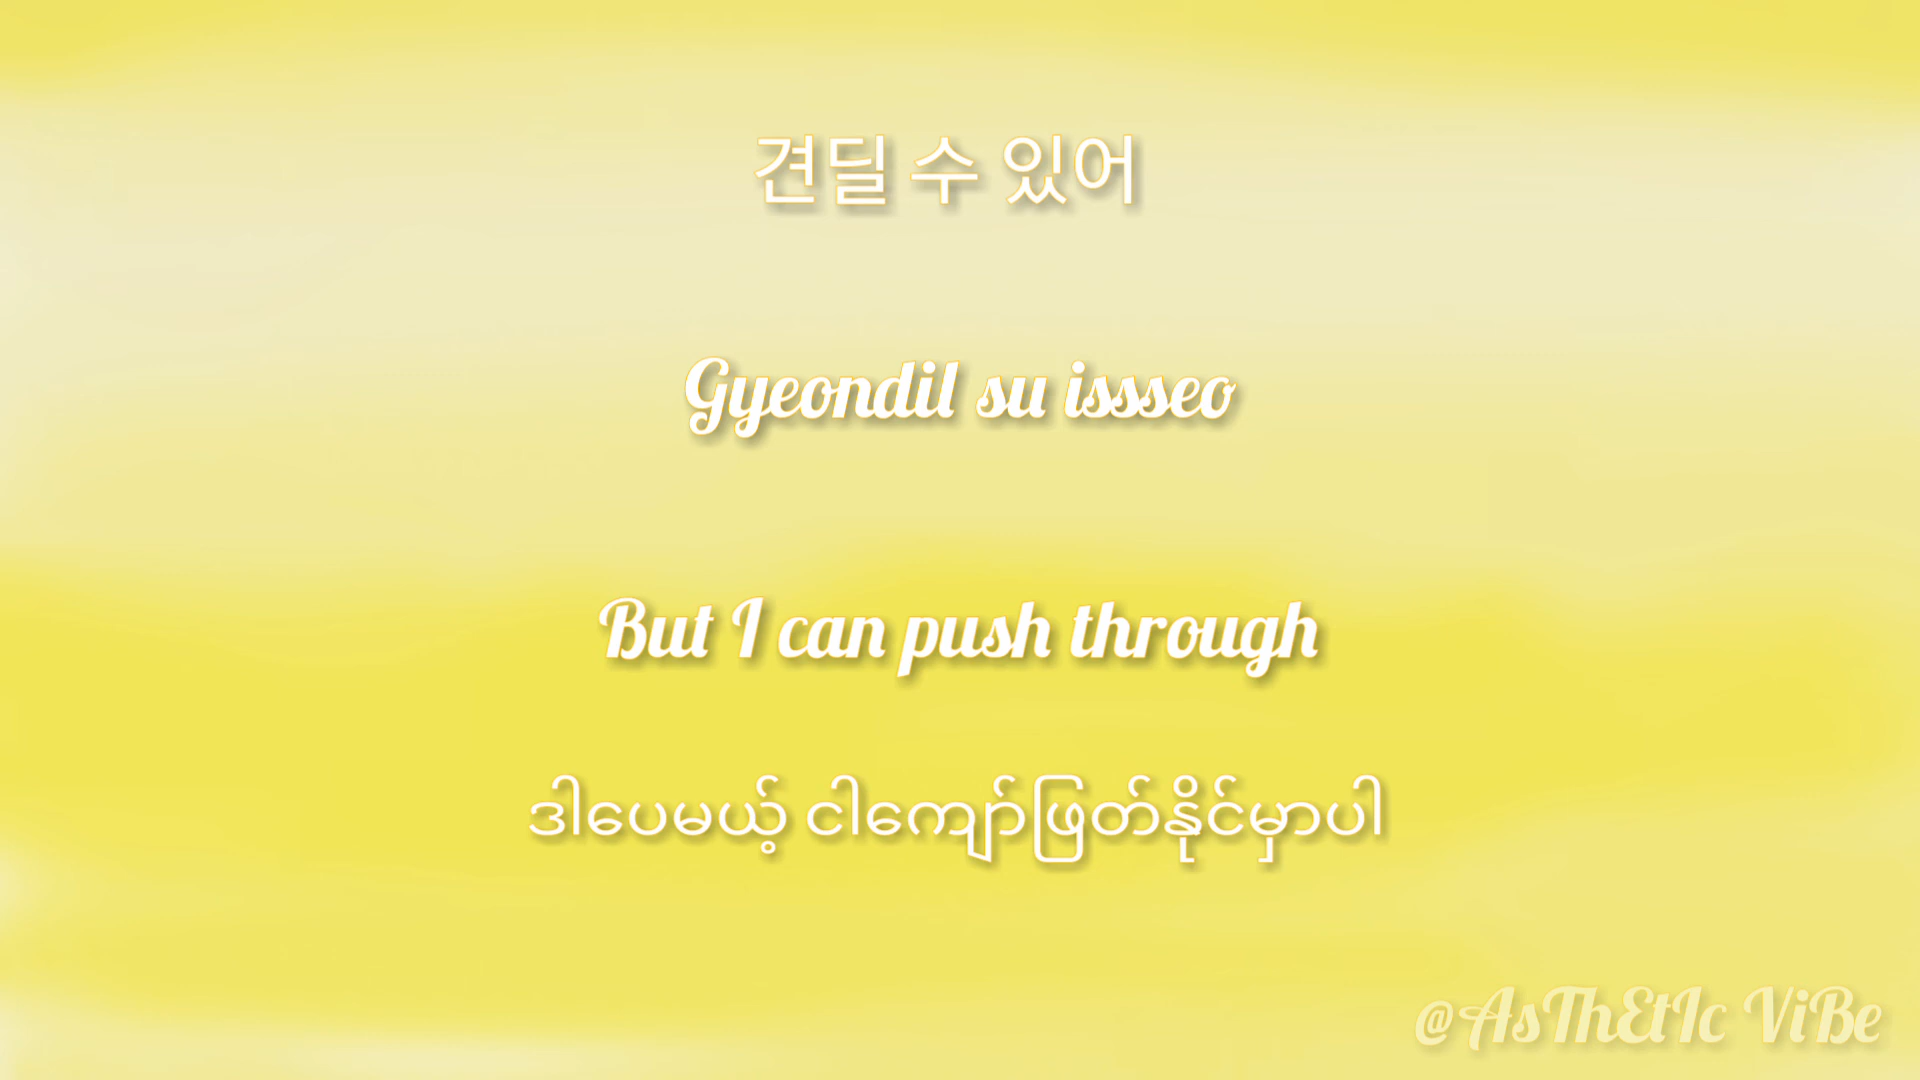 견딜 수 있어
Gyeondil su issseo
But I can push through
ဒါပေမယ့် ငါကျော်ဖြတ်နိုင်မှာပါ
@AsThEtIc ViBe